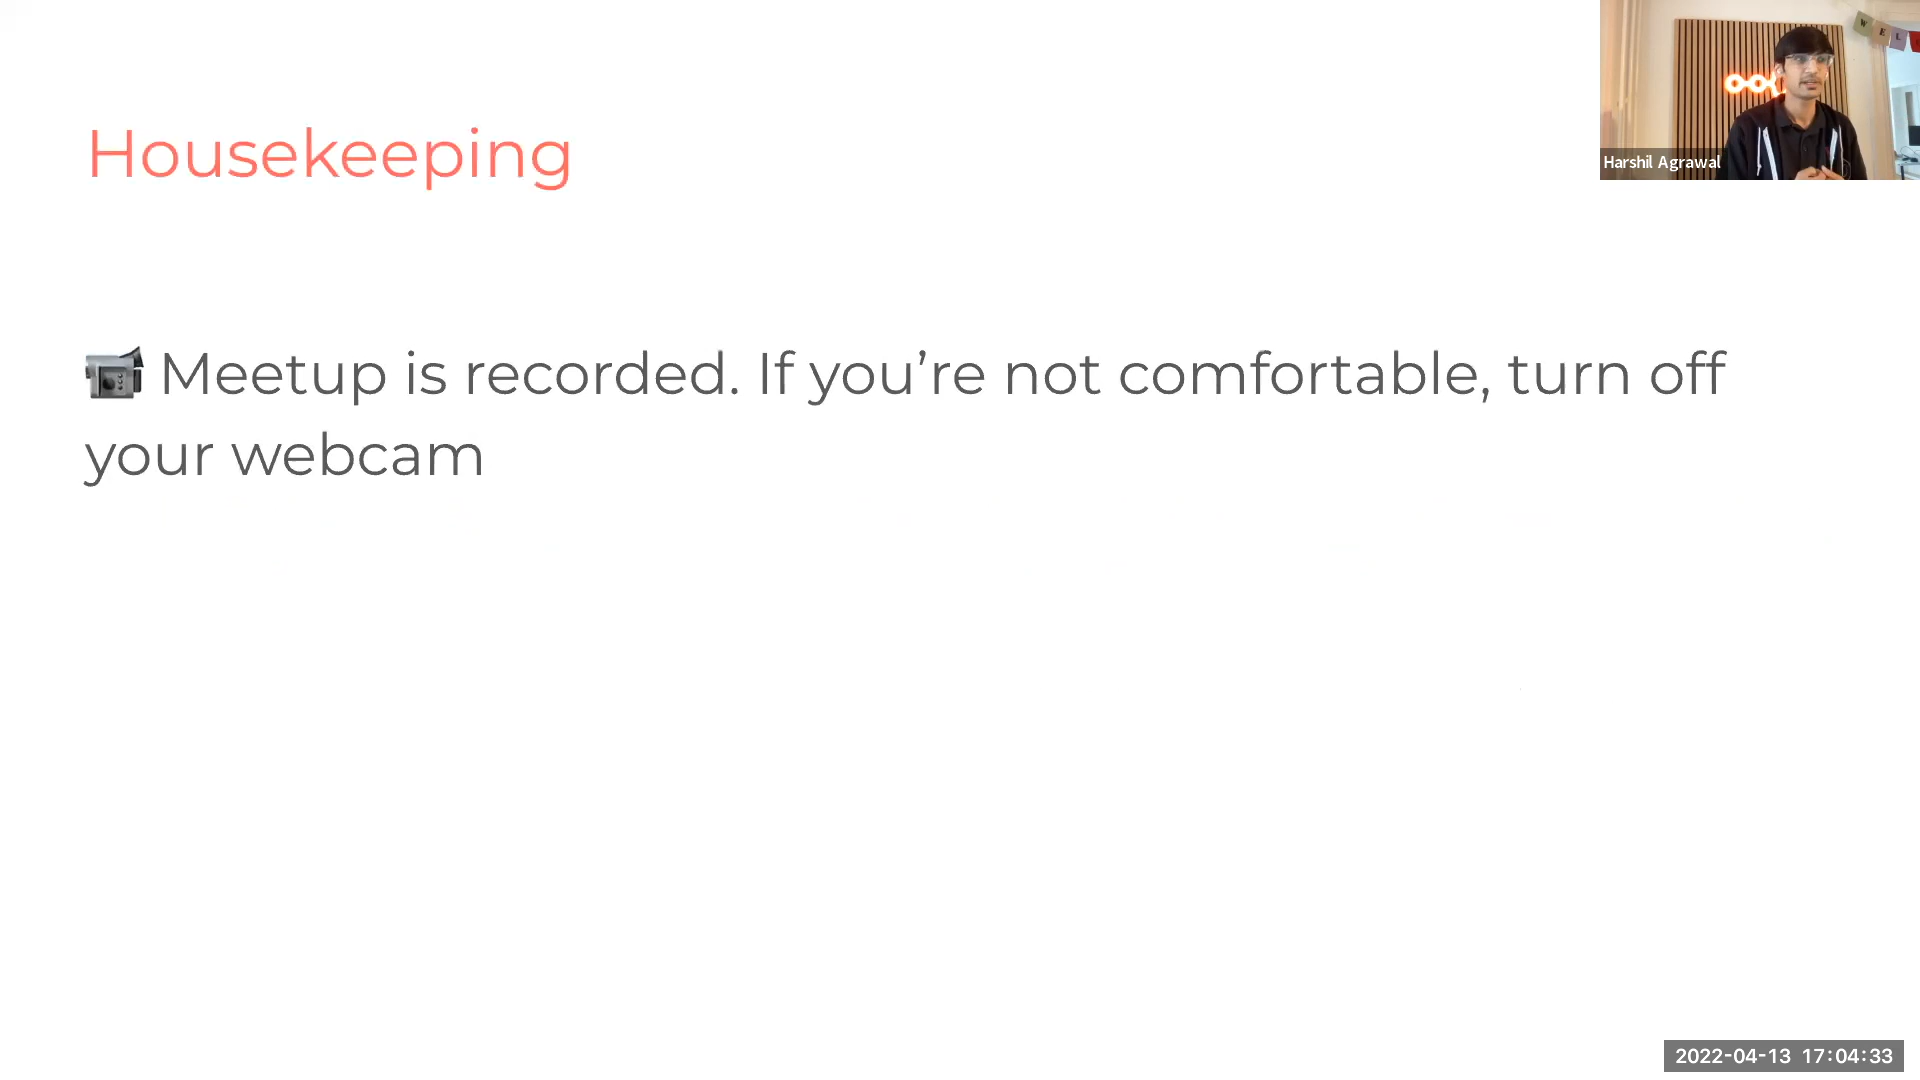 Housekeeping
W E L
Harshil Agrawal
Meetup is recorded. If you’re not comfortable, turn off
your webcam
2022-04-13 17:04:33